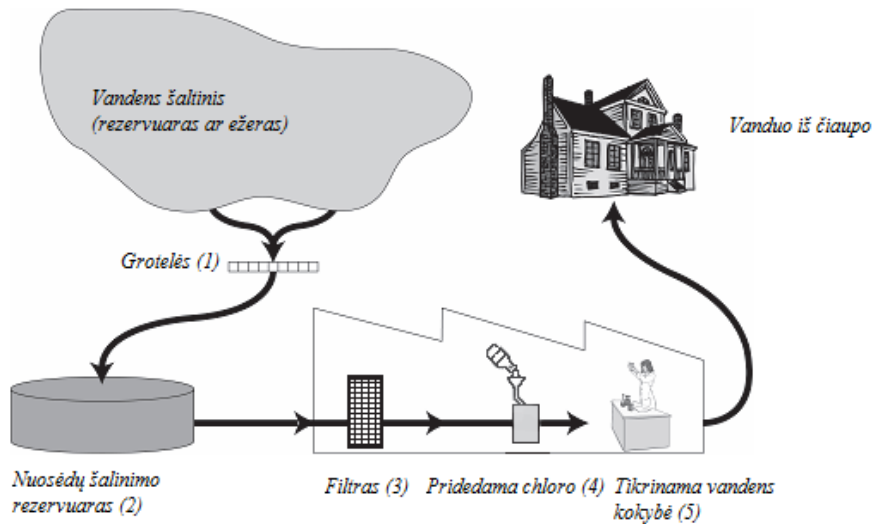 Vandens šaltinis
(rezervuaras ar ežeras)
Vanduo iš čiaupo
Grotelės (1)
Nuosėdų šalinimo
rezervuaras (2)
Filtras (3)
Pridedama chloro (4)
Tikrinama vandens
kokybė (5)